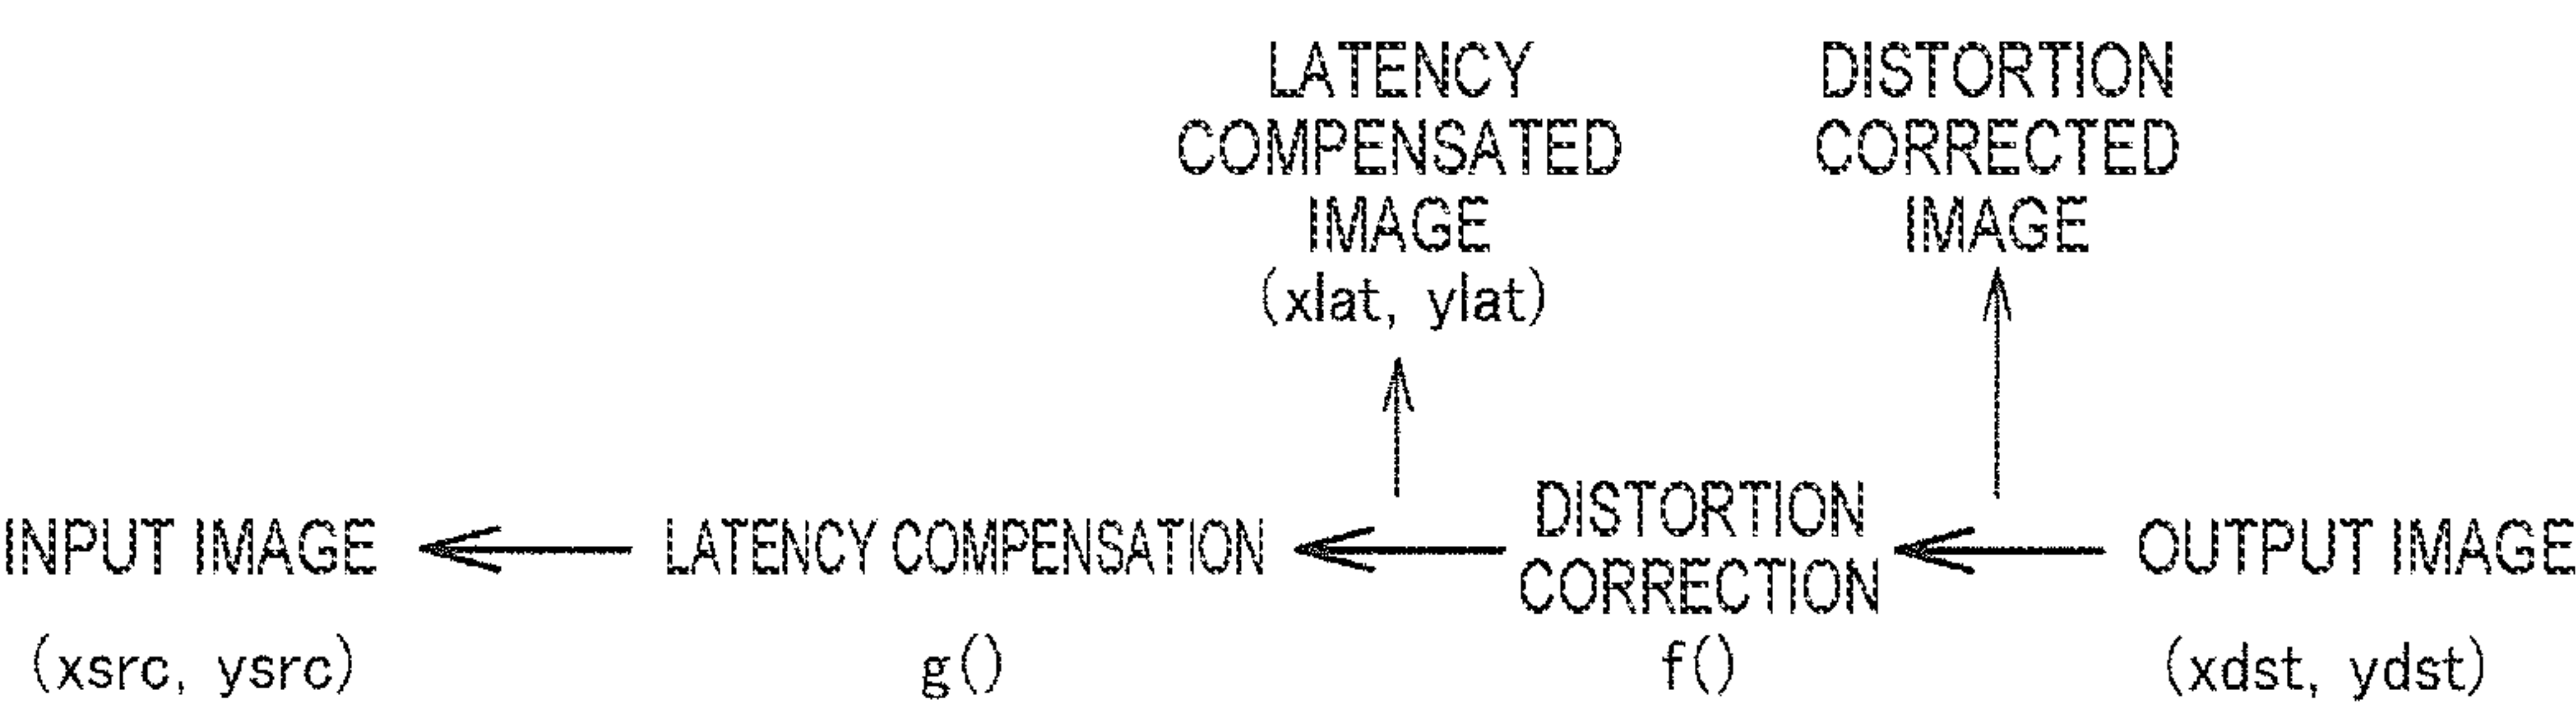 LATENCY
COMPENSATED
IMAGE
(xlat, ylat)
DISTORTION
CORRECTED
IMAGE
INPUT IMAGE
(xsrc, ysrc)
LATENCY COMPENSATION
g()
DISTORTION
CORRECTION
f()
OUTPUT IMAGE
(xdst, ydst)